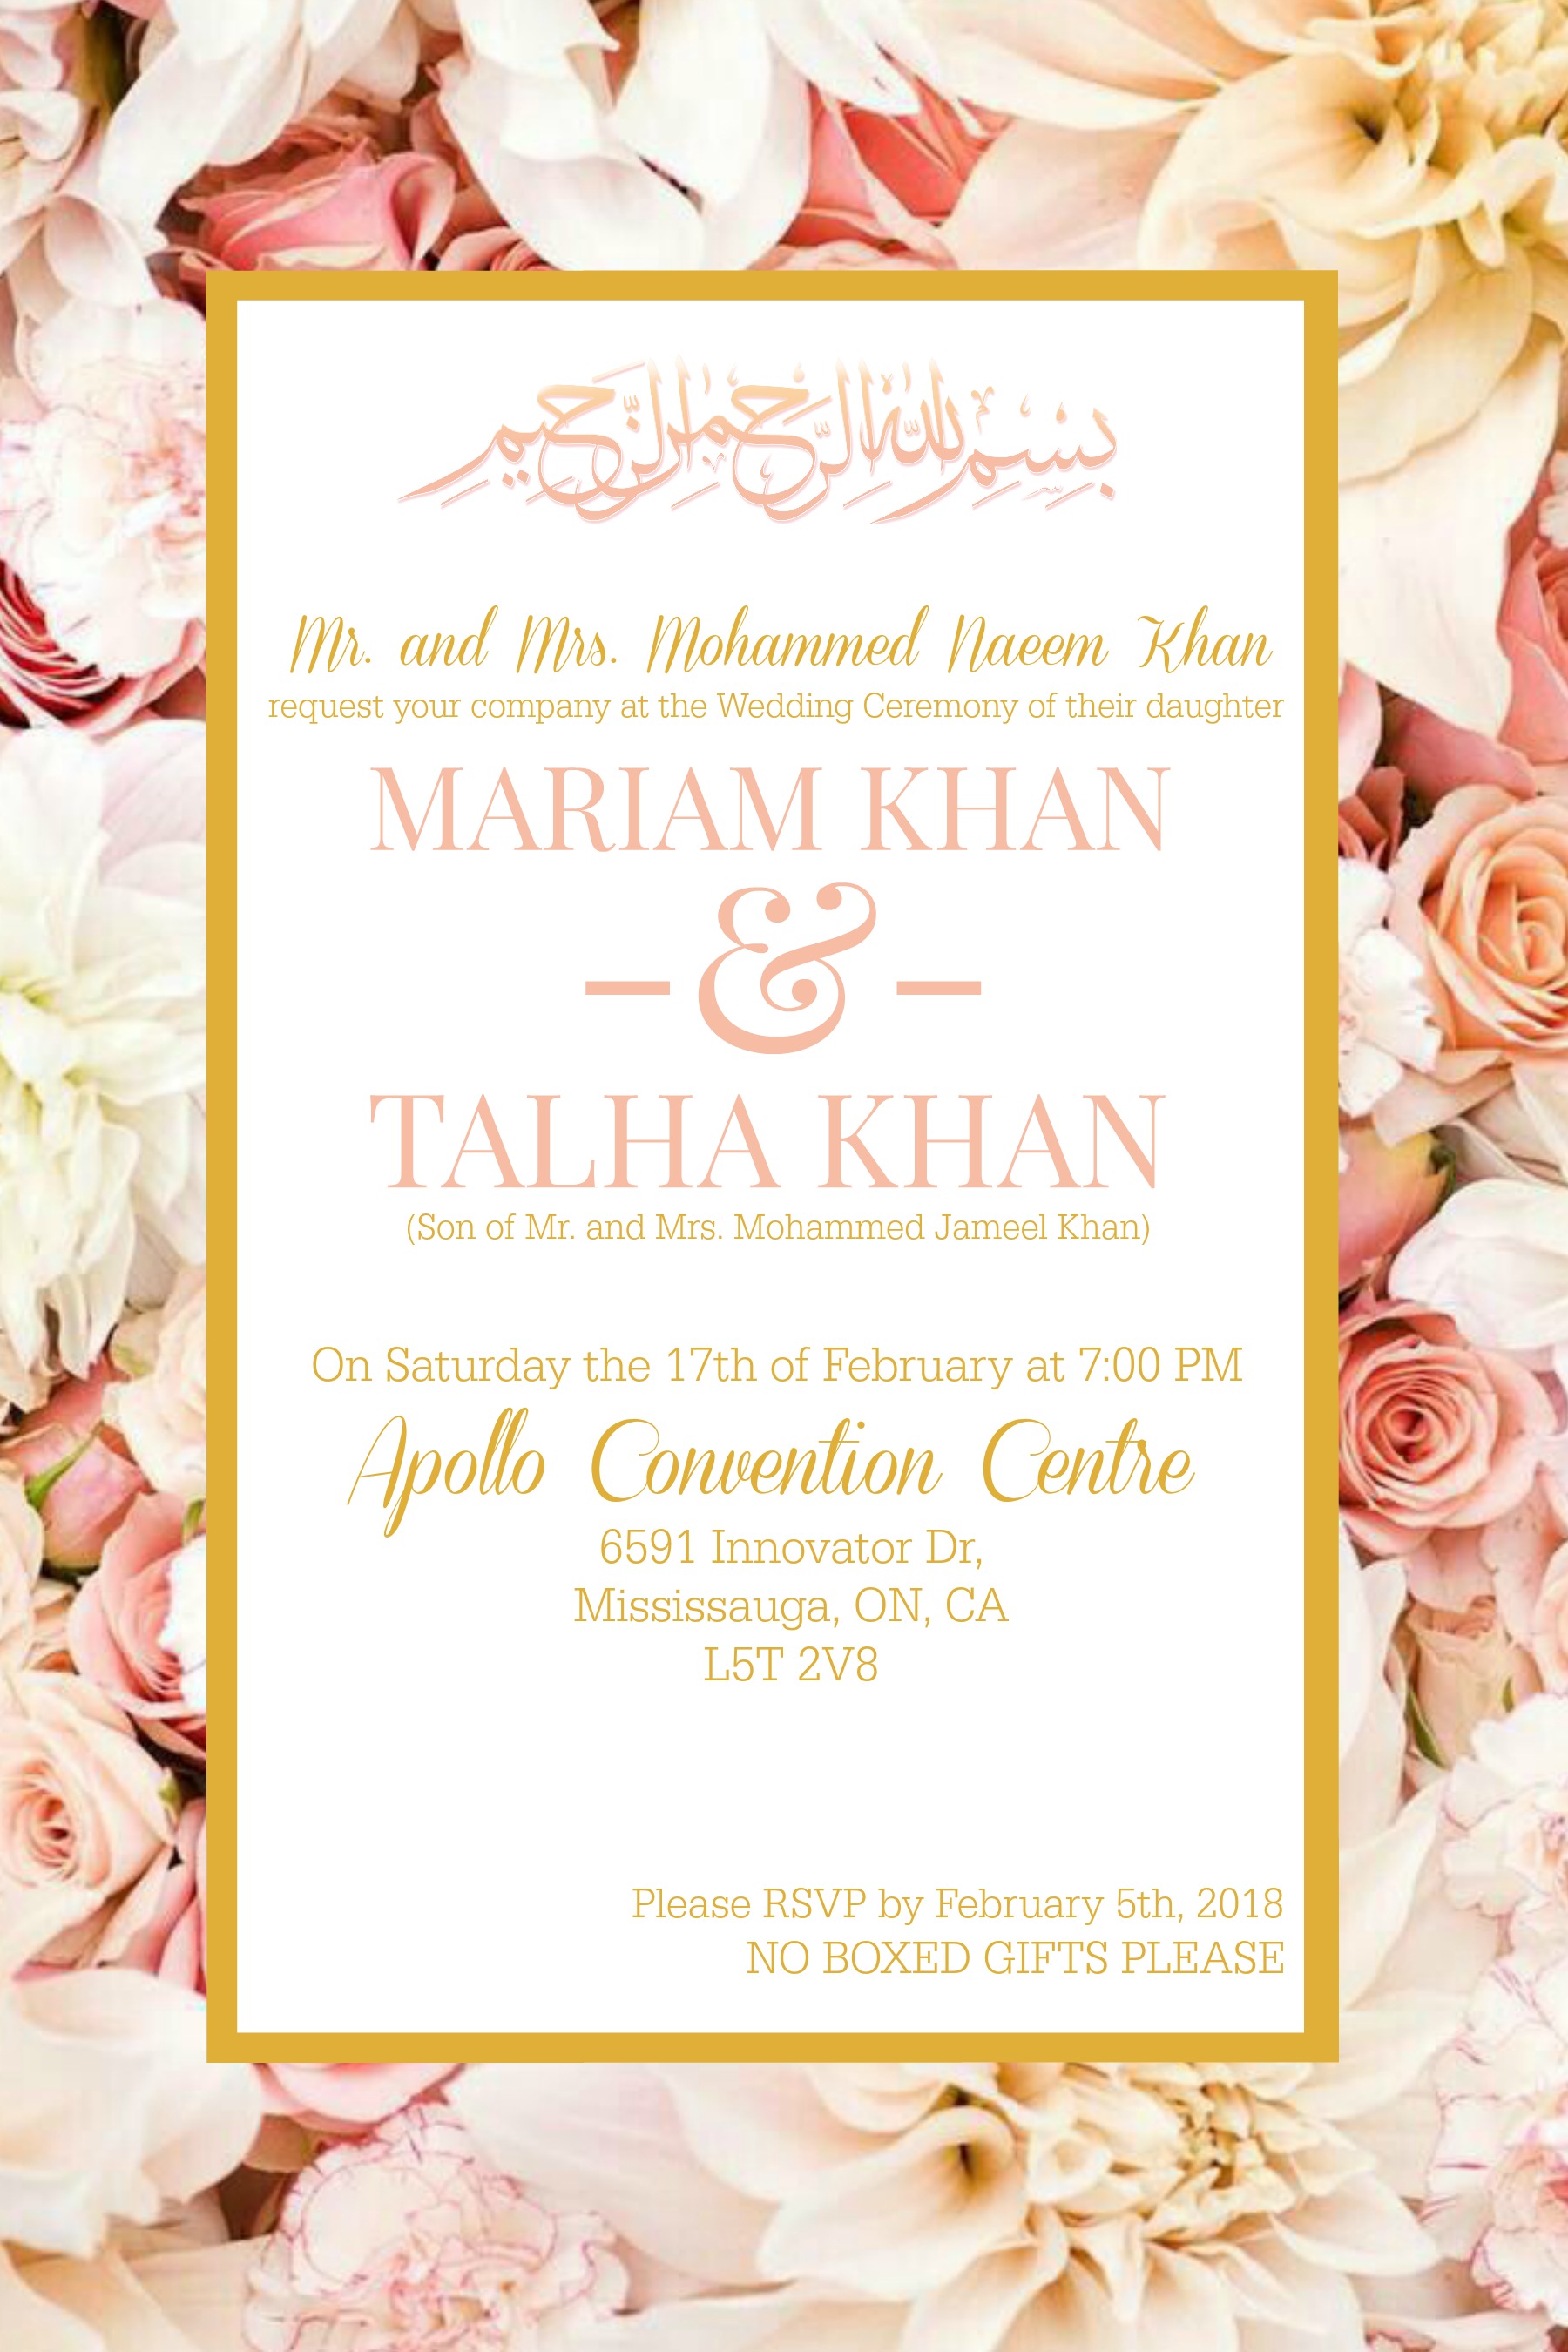 بِسْمِ اللهِ الرَّحْمٰنِ الرَّحِيمِ
Mr. and Mrs. Mohammed Naeem Khan
request your company at the Wedding Ceremony of their daughter
MARIAM KHAN
– & –
TALHA KHAN
(Son of Mr. and Mrs. Mohammed Jameel Khan)
On Saturday the 17th of February at 7:00 PM
Apollo Convention Centre
6591 Innovator Dr,
Mississauga, ON, CA
L5T 2V8
Please RSVP by February 5th, 2018
NO BOXED GIFTS PLEASE